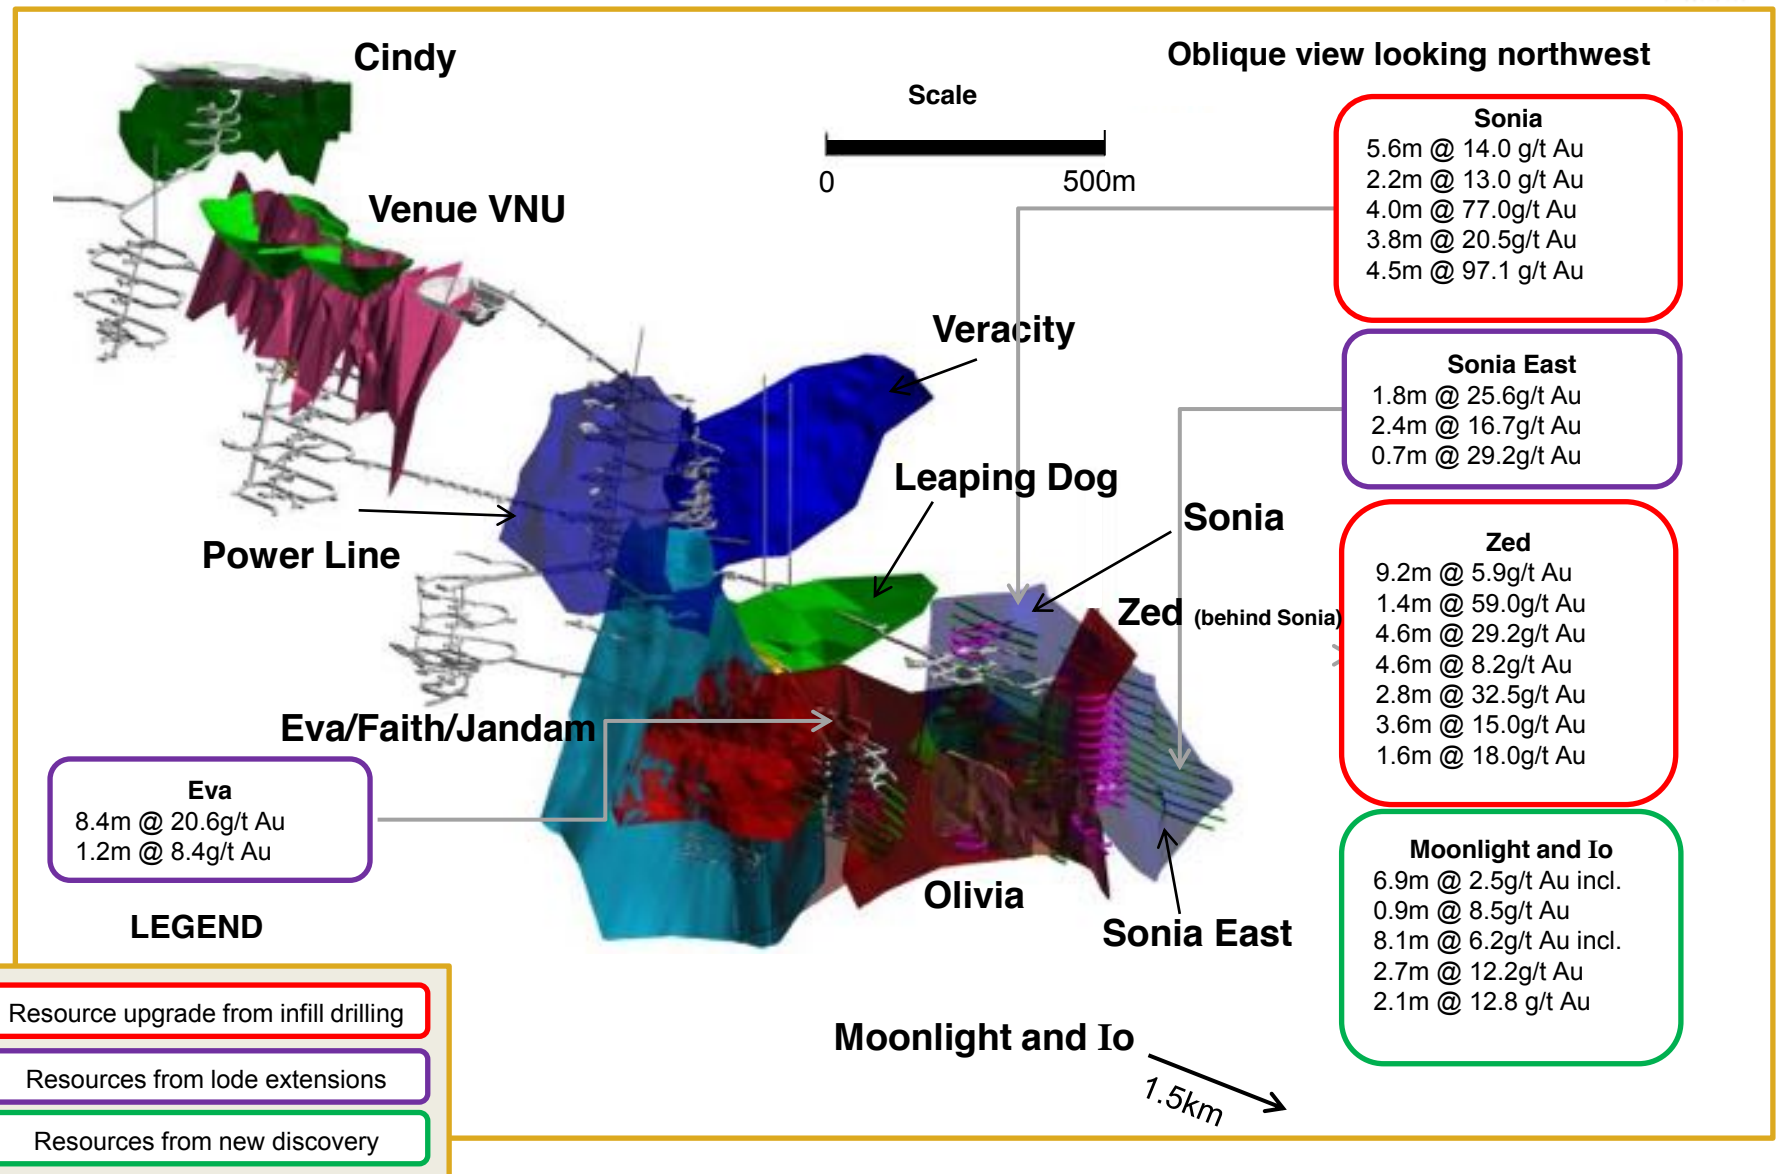 Cindy
Oblique view looking northwest
Scale
0 500m
Venue VNU
Veracity
Leaping Dog
Sonia
Power Line
Zed (behind Sonia)
Eva/Faith/Jandam
Olivia
Sonia East
Moonlight and Io
1.5km
Sonia
5.6m @ 14.0 g/t Au
2.2m @ 13.0 g/t Au
4.0m @ 77.0g/t Au
3.8m @ 20.5g/t Au
4.5m @ 97.1 g/t Au
Sonia East
1.8m @ 25.6g/t Au
2.4m @ 16.7g/t Au
0.7m @ 29.2g/t Au
Zed
9.2m @ 5.9g/t Au
1.4m @ 59.0g/t Au
4.6m @ 29.2g/t Au
4.6m @ 8.2g/t Au
2.8m @ 32.5g/t Au
3.6m @ 15.0g/t Au
1.6m @ 18.0g/t Au
Moonlight and Io
6.9m @ 2.5g/t Au incl.
0.9m @ 8.5g/t Au
8.1m @ 6.2g/t Au incl.
2.7m @ 12.2g/t Au
2.1m @ 12.8 g/t Au
Eva
8.4m @ 20.6g/t Au
1.2m @ 8.4g/t Au
LEGEND
Resource upgrade from infill drilling
Resources from lode extensions
Resources from new discovery